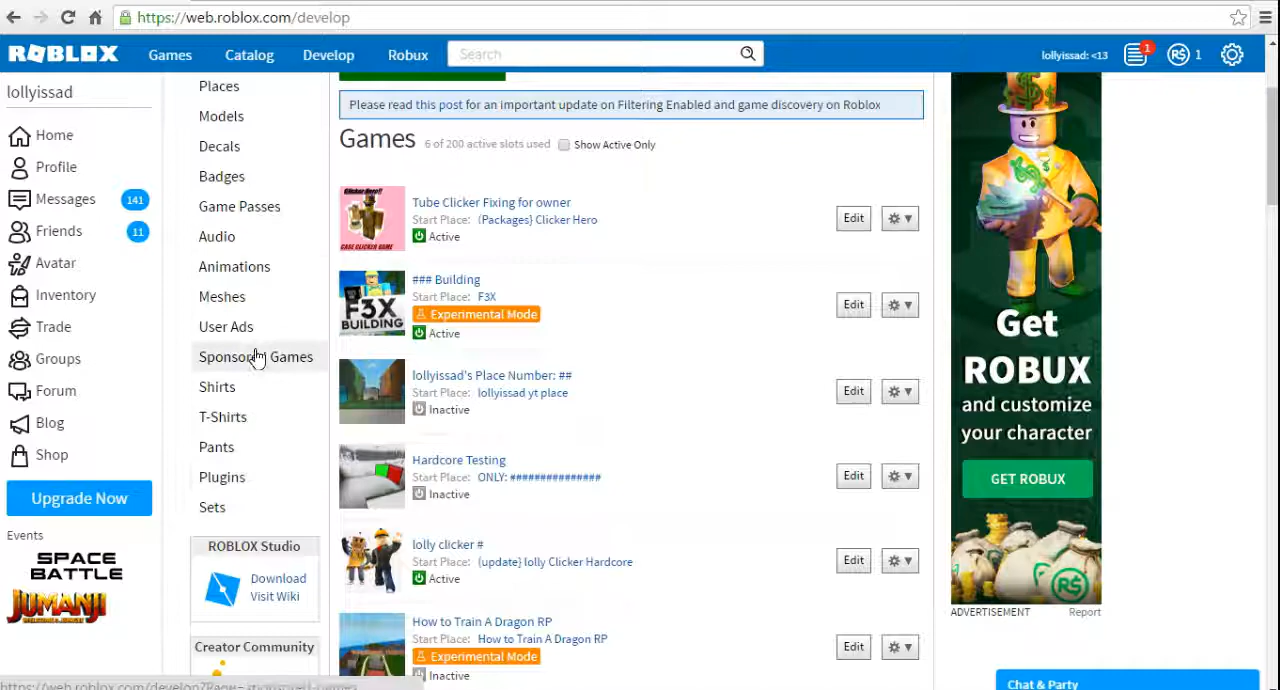 https://web.roblox.com/develop
ROBLOX Games Catalog Develop Robux Search lollyissad: <13 1 R$ 1
lollyissad
Home
Profile
Messages 141
Friends 11
Avatar
Inventory
Trade
Groups
Forum
Blog
Shop
Upgrade Now
Events
SPACE BATTLE
JUMANJI
Places
Models
Decals
Badges
Game Passes
Audio
Animations
Meshes
User Ads
Games
Shirts
T-Shirts
Pants
Plugins
Sets
ROBLOX Studio
Download
Visit Wiki
Creator Community
Please read this post for an important update on Filtering Enabled and game discovery on Roblox
Games 6 of 200 active slots used Show Active Only
Clicker Hero!!
CASE CLICKER GAME
Tube Clicker Fixing for owner
Start Place: (Packages} Clicker Hero
Active
Edit
F3X
BUILDING
### Building
Start Place: F3X
Experimental Mode
Active
Edit
lollyissad's Place Number: ##
Start Place: lollyissad yt place
Inactive
Edit
Hardcore Testing
Start Place: ONLY: ##############
Inactive
Edit
lolly clicker #
Start Place: {update} lolly Clicker Hardcore
Active
Edit
How to Train A Dragon RP
Start Place: How to Train A Dragon RP
Experimental Mode
Inactive
Edit
Get
ROBUX
and customize
your character
GET ROBUX
R$
ADVERTISEMENT Report
Chat & Party